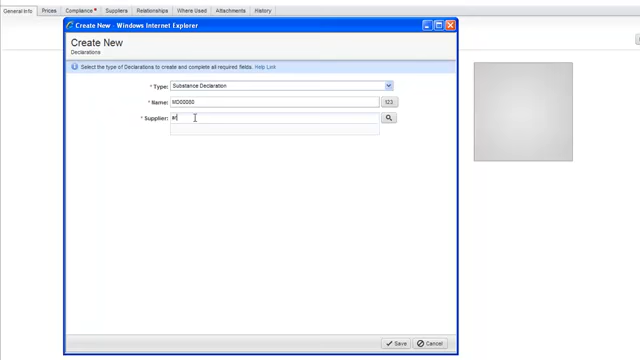 General Info Prices Compliance Suppliers Relationships Where Used Attachments History
Create New - Windows Internet Explorer
Create New
Declarations
Select the type of Declarations to create and complete all required fields. Help Link
* Type: Substance Declaration
* Name: MD00000 123
* Supplier:
Save Cancel